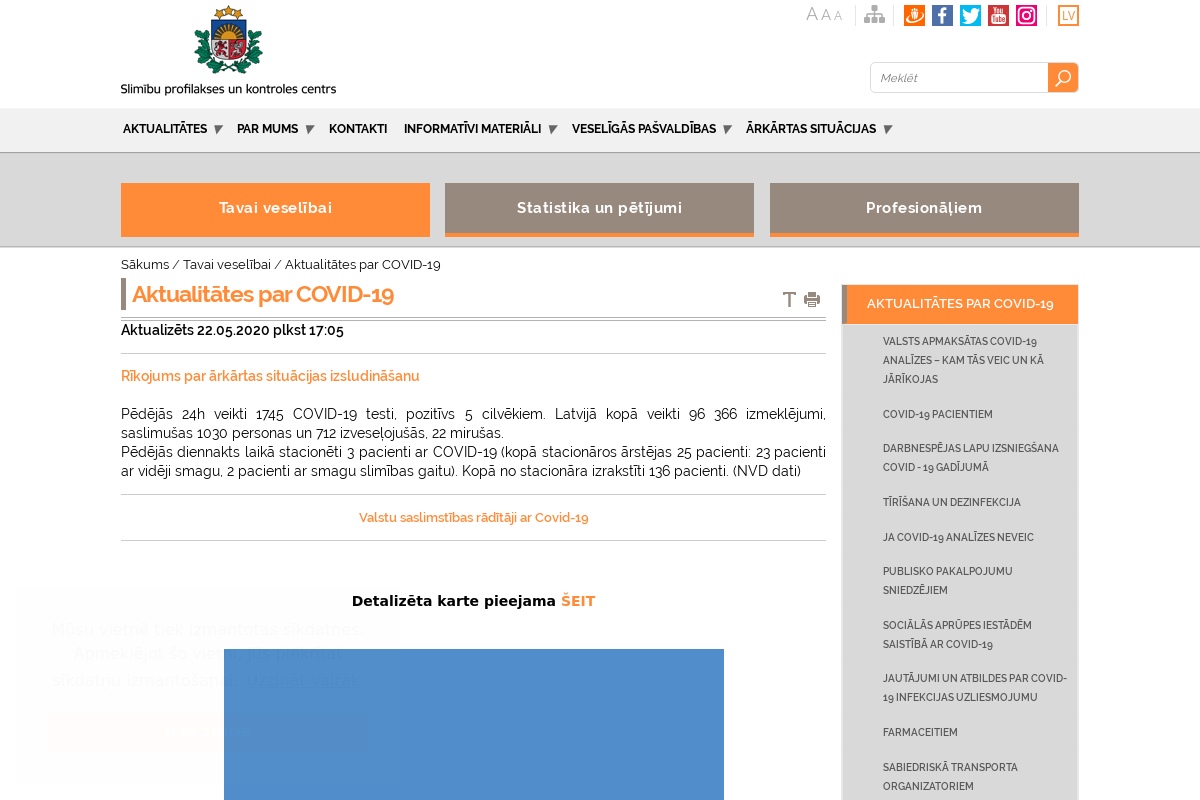 A A A
You
Tube
LV
Slimību profilakses un kontroles centrs
Meklēt
AKTUALITĀTES PAR MUMS KONTAKTI INFORMATĪVI MATERIĀLI VESELĪGĀS PAŠVALDĪBAS ĀRKĀRTAS SITUĀCIJAS
Tavai veselībai
Statistika un pētījumi
Profesionāļiem
Sākums / Tavai veselībai / Aktualitātes par COVID-19
Aktualitātes par COVID-19
Aktualizēts 22.05.2020 plkst 17:05
Rīkojums par ārkārtas situācijas izsludināšanu
Pēdējās 24h veikti 1745 COVID-19 testi, pozitīvs 5 cilvēkiem. Latvijā kopā veikti 96 366 izmeklējumi,
saslimušas 1030 personas un 712 izveseļojušās, 22 mirušas.
Pēdējās diennakts laikā stacionēti 3 pacienti ar COVID-19 (kopā stacionāros ārstējas 25 pacienti: 23 pacienti
ar vidēji smagu, 2 pacienti ar smagu slimības gaitu). Kopā no stacionāra izrakstīti 136 pacienti. (NVD dati)
Valstu saslimstības rādītāji ar Covid-19
Detalizēta karte pieejama ŠEIT
AKTUALITĀTES PAR COVID-19
VALSTS APMAKSĀTAS COVID-19
ANALĪZES – KAM TĀS VEIC UN KĀ
JĀRĪKOJAS
COVID-19 PACIENTIEM
DARBNESPĒJAS LAPU IZSNIEGŠANA
COVID - 19 GADĪJUMĀ
TĪRĪŠANA UN DEZINFEKCIJA
JA COVID-19 ANALĪZES NEVEIC
PUBLISKO PAKALPOJUMU
SNIEDZĒJIEM
SOCIĀLĀS APRŪPES IESTĀDĒM
SAISTĪBĀ AR COVID-19
JAUTĀJUMI UN ATBILDES PAR COVID-
19 INFEKCIJAS UZLIESMOJUMU
FARMACEITIEM
SABIEDRISKĀ TRANSPORTA
ORGANIZATORIEM